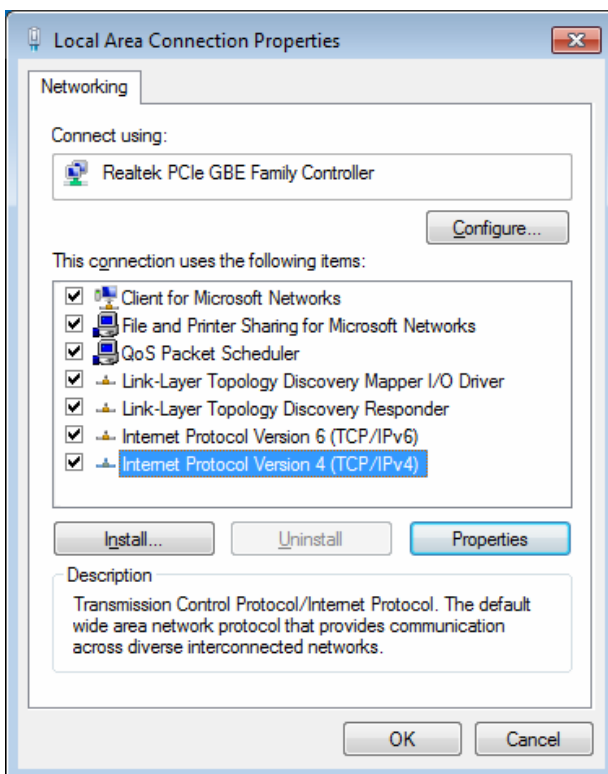 Local Area Connection Properties
Networking
Connect using:
Realtek PCIe GBE Family Controller
Configure...
This connection uses the following items:
Client for Microsoft Networks
File and Printer Sharing for Microsoft Networks
QoS Packet Scheduler
Link-Layer Topology Discovery Mapper I/O Driver
Link-Layer Topology Discovery Responder
Internet Protocol Version 6 (TCP/IPv6)
Internet Protocol Version 4 (TCP/IPv4)
Install... Uninstall Properties
Description
Transmission Control Protocol/Internet Protocol. The default
wide area network protocol that provides communication
across diverse interconnected networks.
OK Cancel